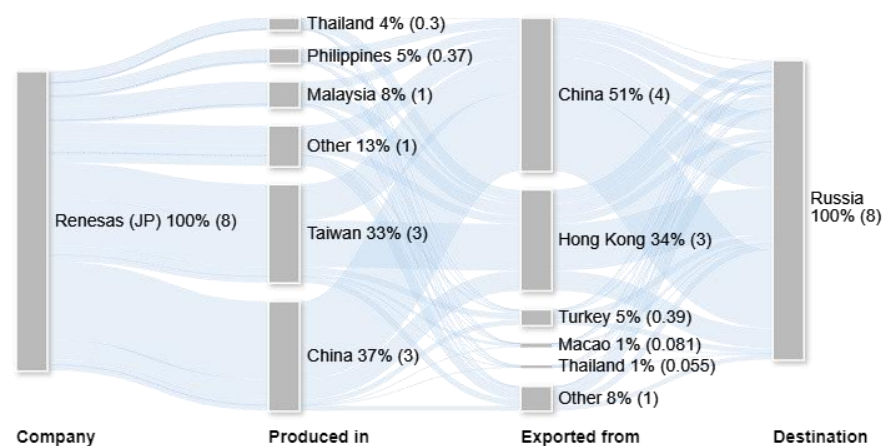 Renesas (JP) 100% (8)
Thailand 4% (0.3)
Philippines 5% (0.37)
Malaysia 8% (1)
Other 13% (1)
Taiwan 33% (3)
China 37% (3)
China 51% (4)
Hong Kong 34% (3)
Turkey 5% (0.39)
Macao 1% (0.081)
Thailand 1% (0.055)
Other 8% (1)
Russia
100% (8)
Company
Produced in
Exported from
Destination